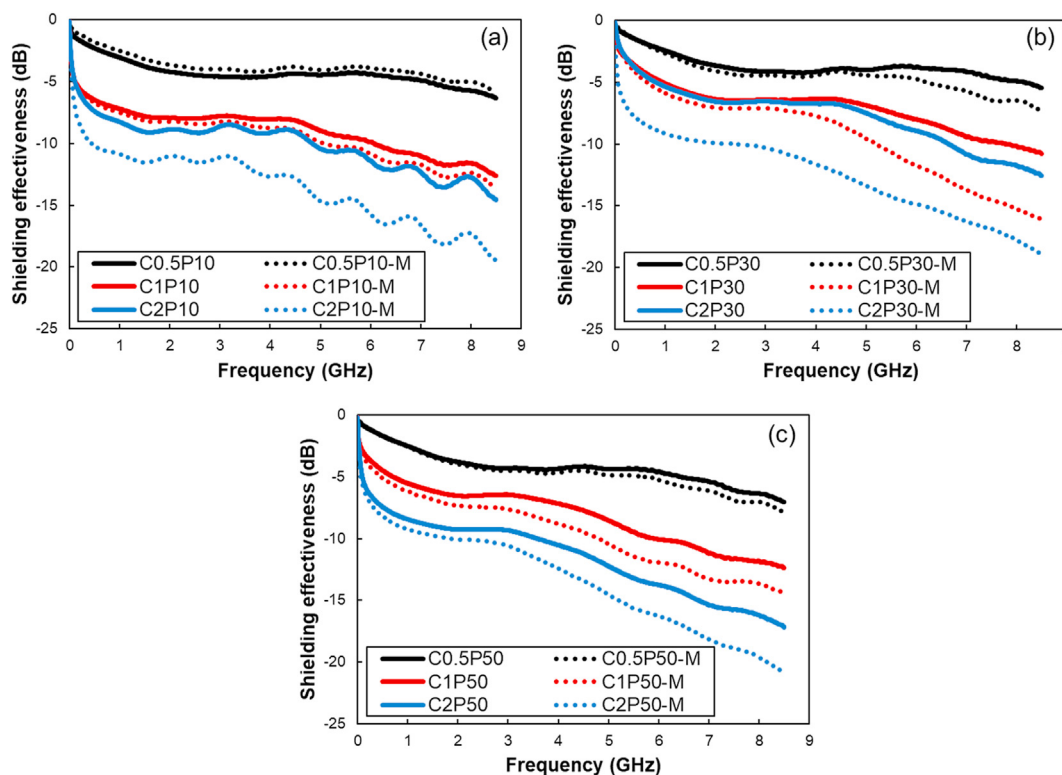 (a)
Shielding effectiveness (dB)
0
-5
-10
-15
-20
-25
C0.5P10 C0.5P10-M
C1P10 C1P10-M
C2P10 C2P10-M
0 1 2 3 4 5 6 7 8 9
Frequency (GHz)
(b)
Shielding effectiveness (dB)
0
-5
-10
-15
-20
-25
C0.5P30 C0.5P30-M
C1P30 C1P30-M
C2P30 C2P30-M
0 1 2 3 4 5 6 7 8
Frequency (GHz)
(c)
Shielding effectiveness (dB)
0
-5
-10
-15
-20
-25
C0.5P50 C0.5P50-M
C1P50 C1P50-M
C2P50 C2P50-M
0 1 2 3 4 5 6 7 8 9
Frequency (GHz)